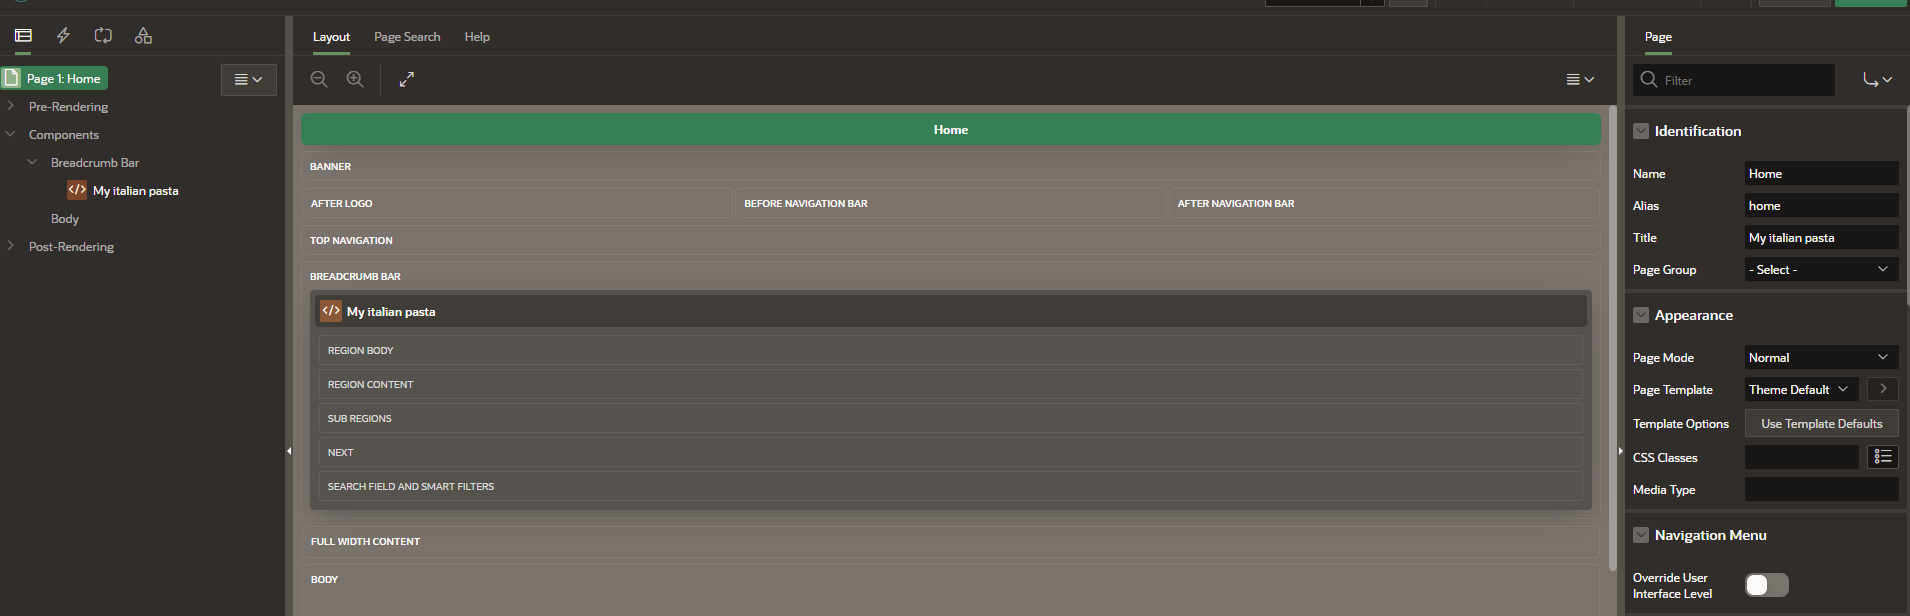 Layout
Page Search
Help
Page
Page 1: Home
Filter
Pre-Rendering
Components
Breadcrumb Bar
</> My italian pasta
Body
Post-Rendering
Home
BANNER
AFTER LOGO
BEFORE NAVIGATION BAR
AFTER NAVIGATION BAR
TOP NAVIGATION
BREADCRUMB BAR
</> My italian pasta
REGION BODY
REGION CONTENT
SUB REGIONS
NEXT
SEARCH FIELD AND SMART FILTERS
FULL WIDTH CONTENT
BODY
Identification
Name Home
Alias home
Title My italian pasta
Page Group - Select -
Appearance
Page Mode Normal
Page Template Theme Default
Template Options Use Template Defaults
CSS Classes
Media Type
Navigation Menu
Override User
Interface Level